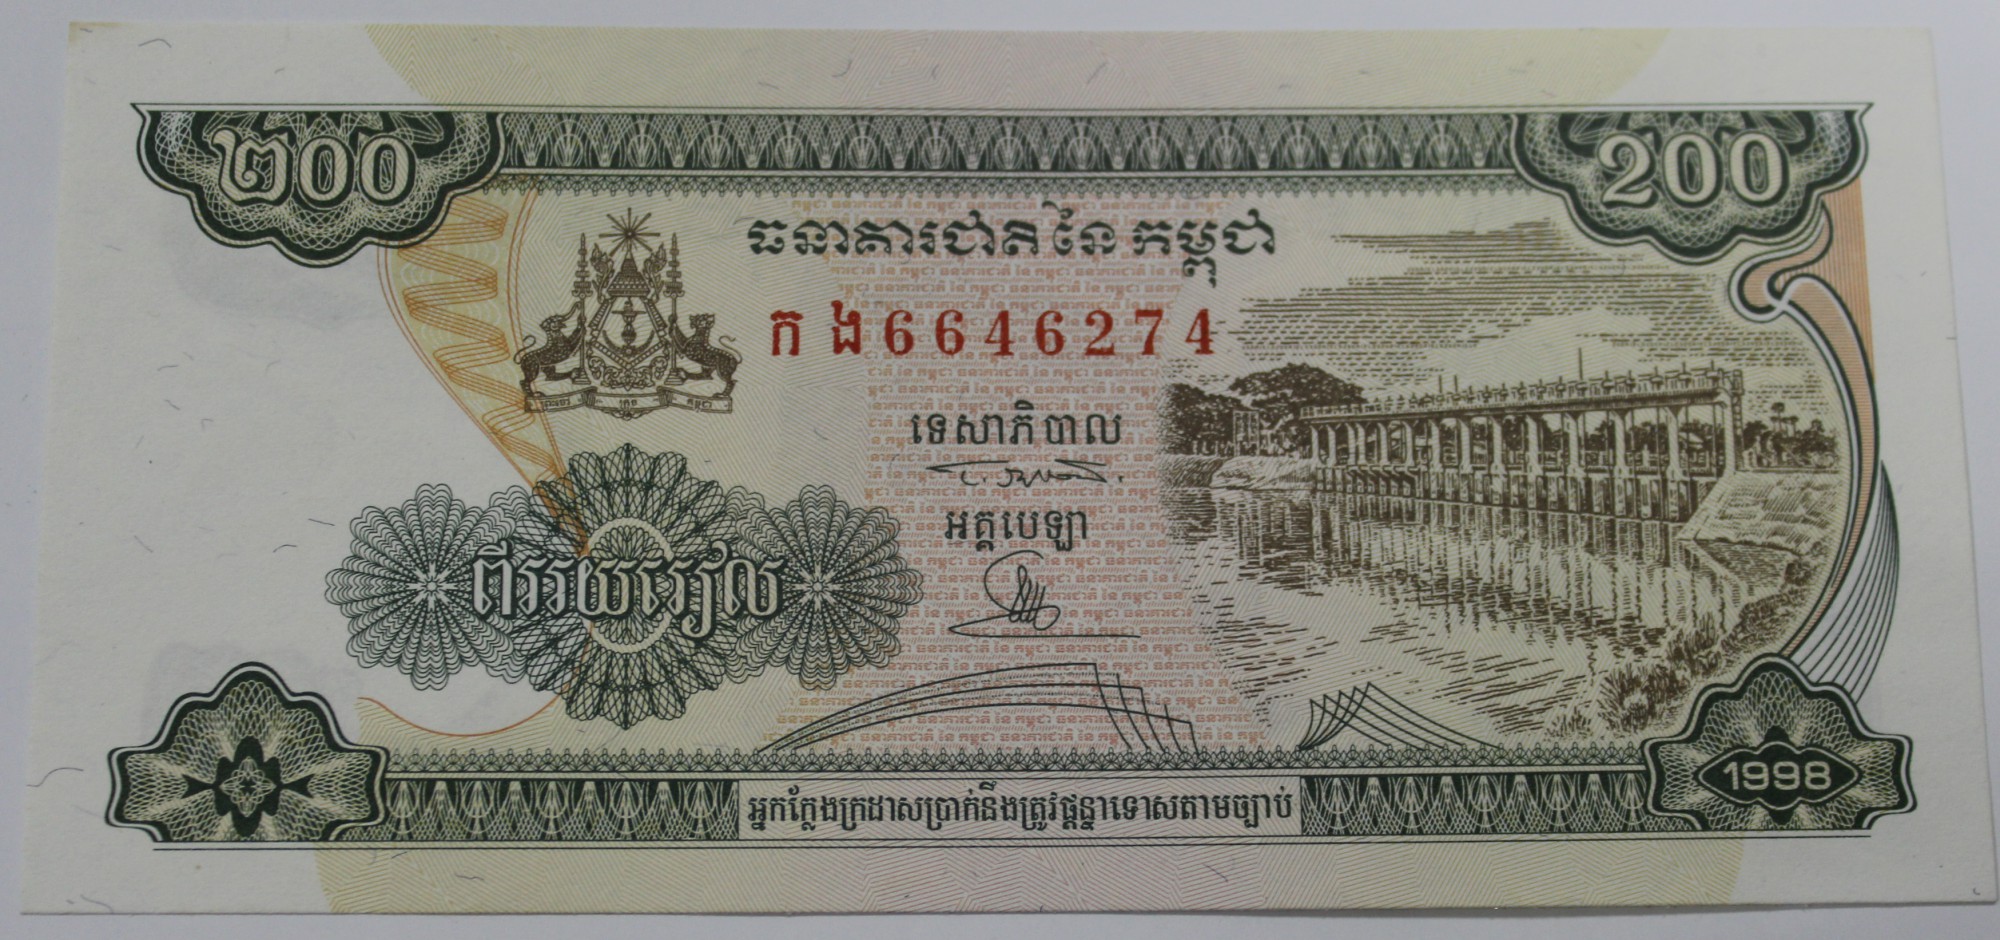 ២០០
200
ធនាគារជាតិ នៃ កម្ពុជា
ក ង 6646274
ទេសាភិបាល
អគ្គបេឡា
ពីររយរៀល
1998
អ្នកក្លែងក្រដាសប្រាក់នឹងត្រូវផ្តន្ទាទោសតាមច្បាប់